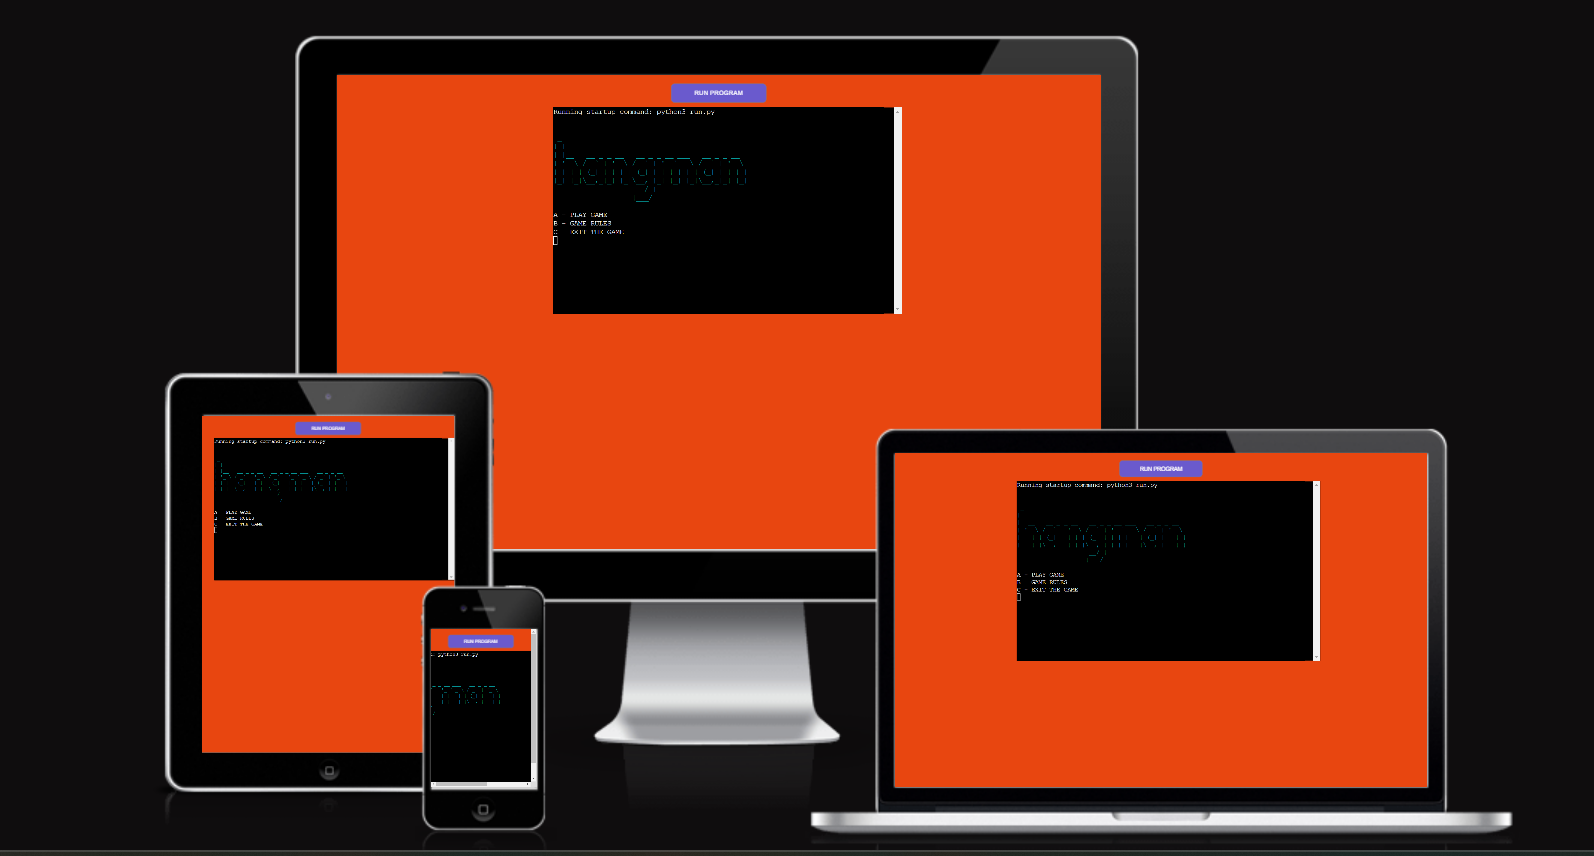 RUN PROGRAM
Running startup command: python3 run.py
hangman
A - PLAY GAME
B - GAME RULES
C - EXIT THE GAME
RUN PROGRAM
Running startup command: python3 run.py
hangman
A - PLAY GAME
B - GAME RULES
C - EXIT THE GAME
RUN PROGRAM
python3 run.py
man
RUN PROGRAM
Running startup command: python3 run.py
hangman
A - PLAY GAME
B - GAME RULES
C - EXIT THE GAME